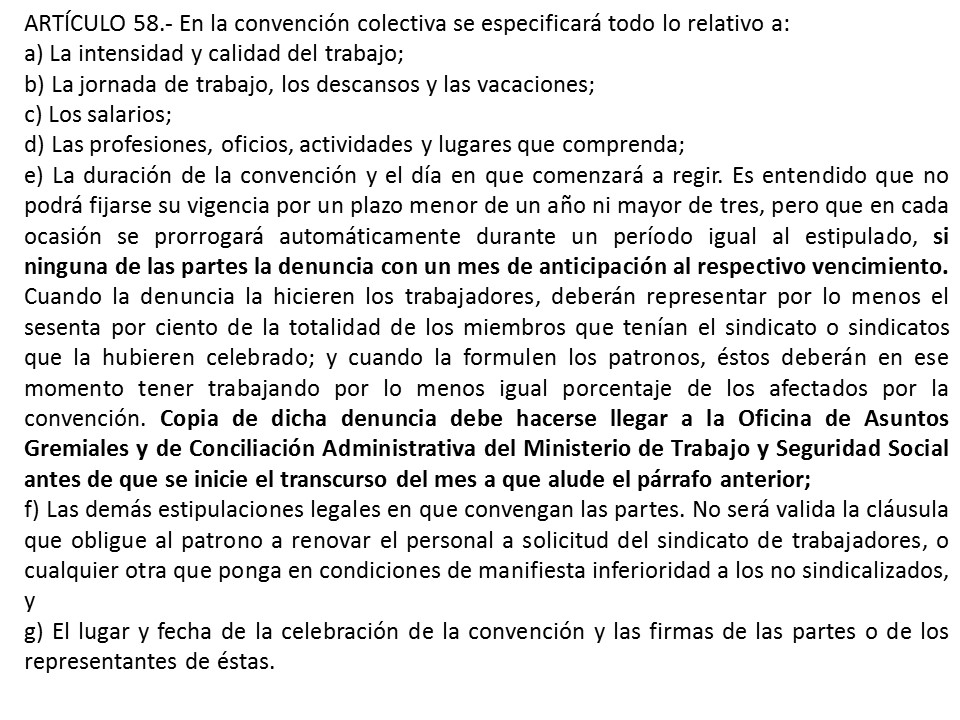 ARTÍCULO 58.- En la convención colectiva se especificará todo lo relativo a:
a) La intensidad y calidad del trabajo;
b) La jornada de trabajo, los descansos y las vacaciones;
c) Los salarios;
d) Las profesiones, oficios, actividades y lugares que comprenda;
e) La duración de la convención y el día en que comenzará a regir. Es entendido que no
podrá fijarse su vigencia por un plazo menor de un año ni mayor de tres, pero que en cada
ocasión se prorrogará automáticamente durante un período igual al estipulado, si
ninguna de las partes la denuncia con un mes de anticipación al respectivo vencimiento.
Cuando la denuncia la hicieren los trabajadores, deberán representar por lo menos el
sesenta por ciento de la totalidad de los miembros que tenían el sindicato o sindicatos
que la hubieren celebrado; y cuando la formulen los patronos, éstos deberán en ese
momento tener trabajando por lo menos igual porcentaje de los afectados por la
convención. Copia de dicha denuncia debe hacerse llegar a la Oficina de Asuntos
Gremiales y de Conciliación Administrativa del Ministerio de Trabajo y Seguridad Social
antes de que se inicie el transcurso del mes a que alude el párrafo anterior;
f) Las demás estipulaciones legales en que convengan las partes. No será valida la cláusula
que obligue al patrono a renovar el personal a solicitud del sindicato de trabajadores, o
cualquier otra que ponga en condiciones de manifiesta inferioridad a los no sindicalizados,
y
g) El lugar y fecha de la celebración de la convención y las firmas de las partes o de los
representantes de éstas.